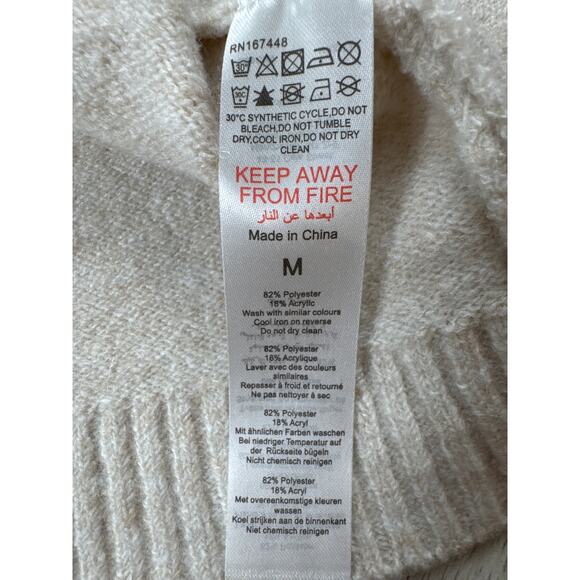 RN167448
30°
30°C
30°C SYNTHETIC CYCLE,DO NOT
BLEACH,DO NOT TUMBLE
DRY,COOL IRON,DO NOT DRY
CLEAN
KEEP AWAY
FROM FIRE
أبعدها عن النار
Made in China
M
82% Polyester
18% Acrylic
Wash with similar colours
Cool iron on reverse
Do not dry clean
82% Polyester
18% Acrylique
Laver avec des couleurs
similaires
Repasser à froid et retourné
Ne pas nettoyer à sec
82% Polyester
18% Acryl
Mit ähnlichen Farben waschen
Bei niedriger Temperatur auf
der Rückseite bügeln
Nicht chemisch reinigen
82% Polyester
18% Acryl
Met overeenkomstige kleuren
wassen
Koel strijken aan de binnenkant
Niet chemisch reinigen